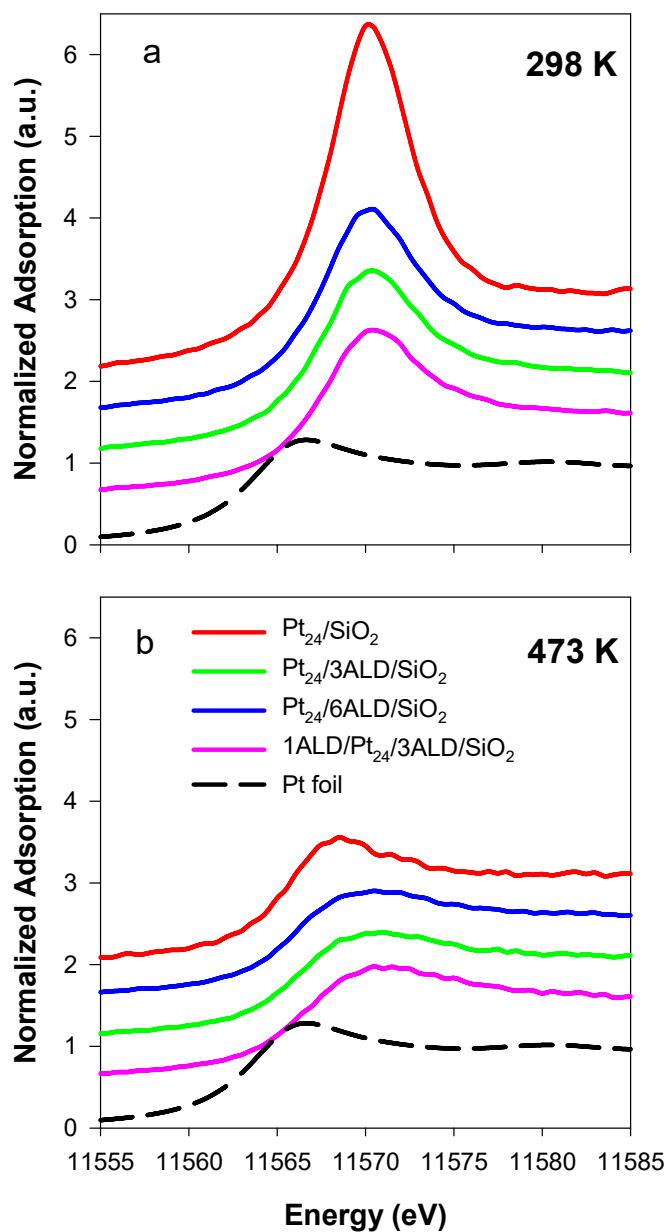 a
298 K
Normalized Adsorption (a.u.)
6
5
4
3
2
1
0
b
473 K
Normalized Adsorption (a.u.)
6
5
4
3
2
1
0
Pt24/SiO2
Pt24/3ALD/SiO2
Pt24/6ALD/SiO2
1ALD/Pt24/3ALD/SiO2
Pt foil
11555 11560 11565 11570 11575 11580 11585
Energy (eV)